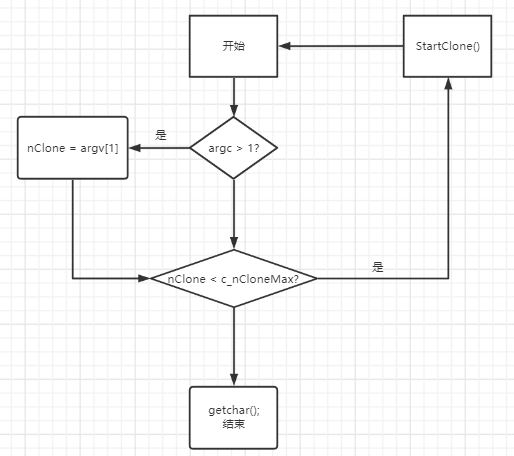 开始
StartClone()
是
nClone = argv[1]
argc > 1?
是
nClone < c_nCloneMax?
getchar();
结束